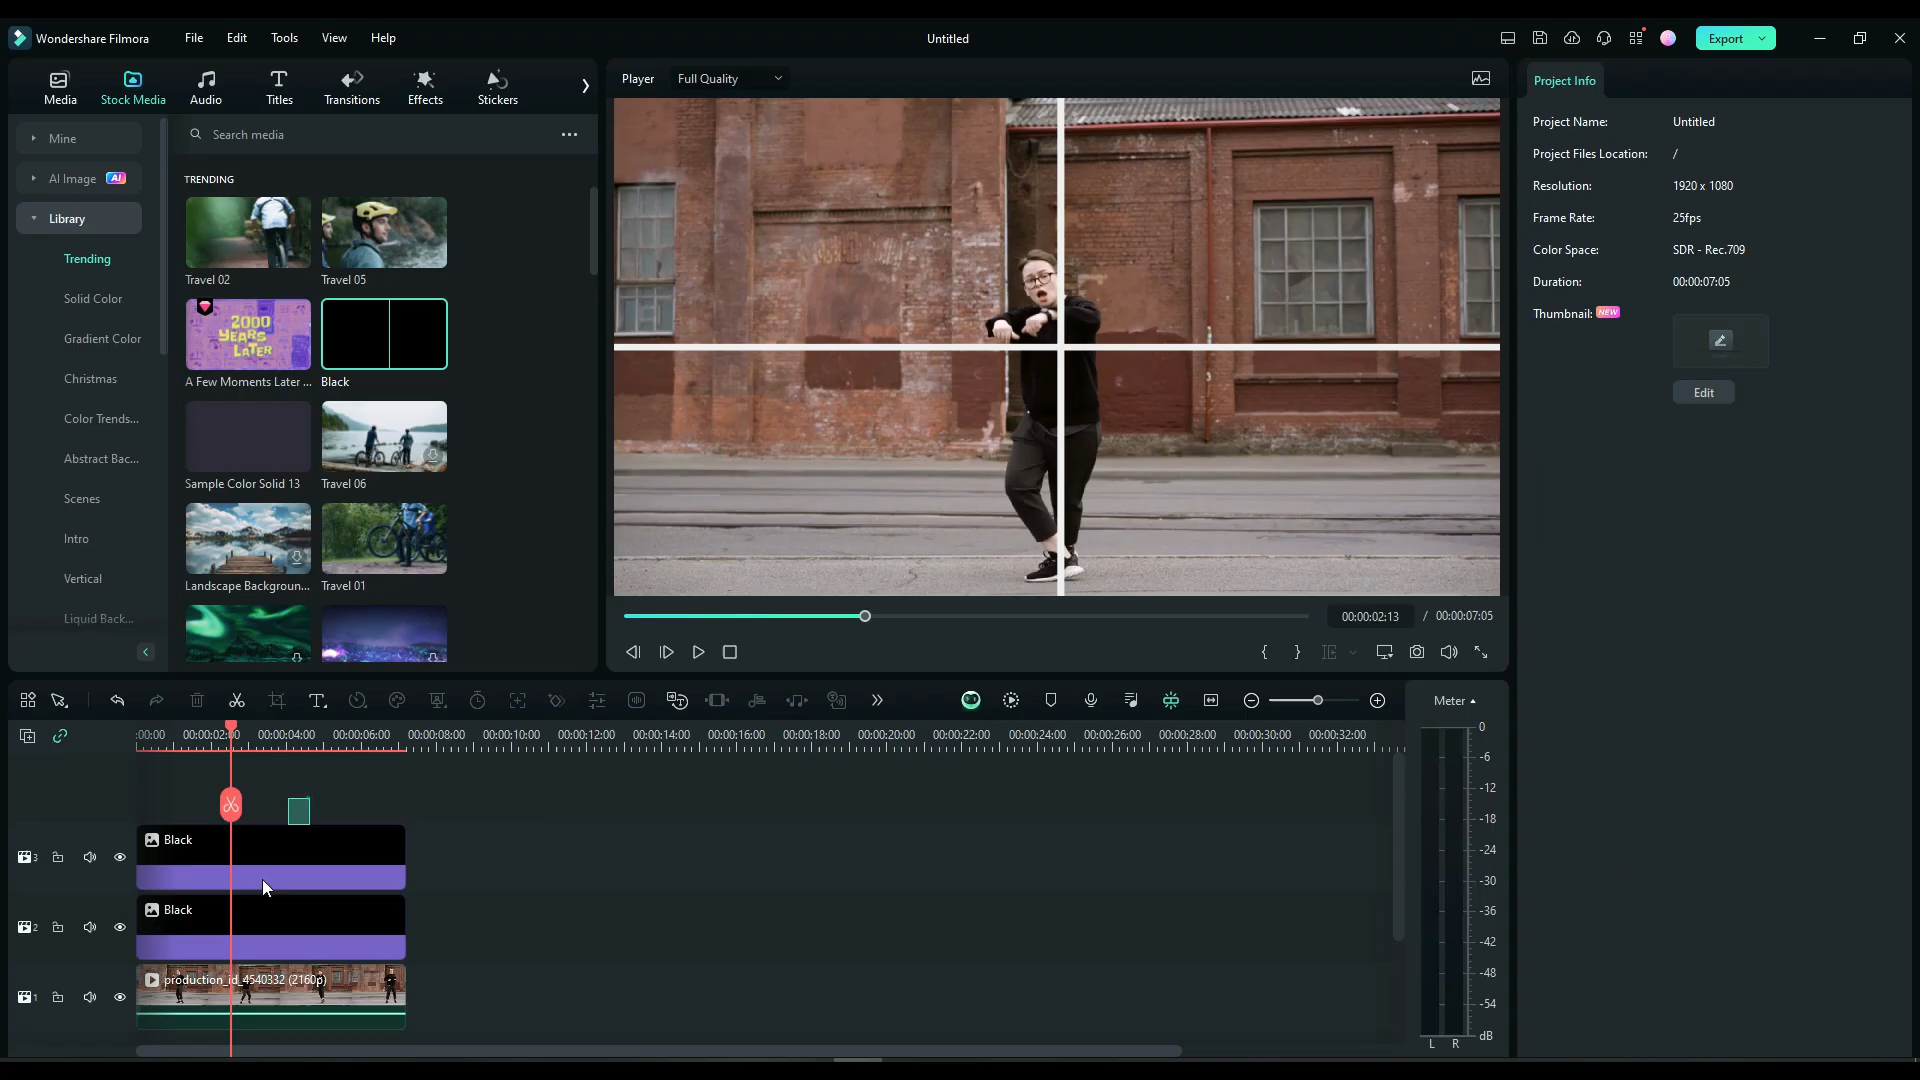 Wondershare Filmora
File
Edit
Tools
View
Help
Untitled
Export
Media
Stock Media
Audio
Titles
Transitions
Effects
Stickers
Player
Full Quality
Project Info
Mine
AI Image AI
Library
Trending
Solid Color
Gradient Color
Christmas
Color Trends...
Abstract Bac...
Scenes
Intro
Vertical
Liquid Back...
Search media
TRENDING
Travel 02
Travel 05
2000
YEARS
LATER
A Few Moments Later ...
Black
Sample Color Solid 13
Travel 06
Landscape Backgroun...
Travel 01
00:00:02:13 / 00:00:07:05
Project Name: Untitled
Project Files Location: /
Resolution: 1920 x 1080
Frame Rate: 25fps
Color Space: SDR - Rec.709
Duration: 00:00:07:05
Thumbnail: NEW
Edit
Meter
:00:00 00:00:02:00 00:00:04:00 00:00:06:00 00:00:08:00 00:00:10:00 00:00:12:00 00:00:14:00 00:00:16:00 00:00:18:00 00:00:20:00 00:00:22:00 00:00:24:00 00:00:26:00 00:00:28:00 00:00:30:00 00:00:32:00
3
Black
2
Black
1
production_id_4540332 (2160p)
0
-6
-12
-18
-24
-30
-36
-42
-48
-54
dB
L R